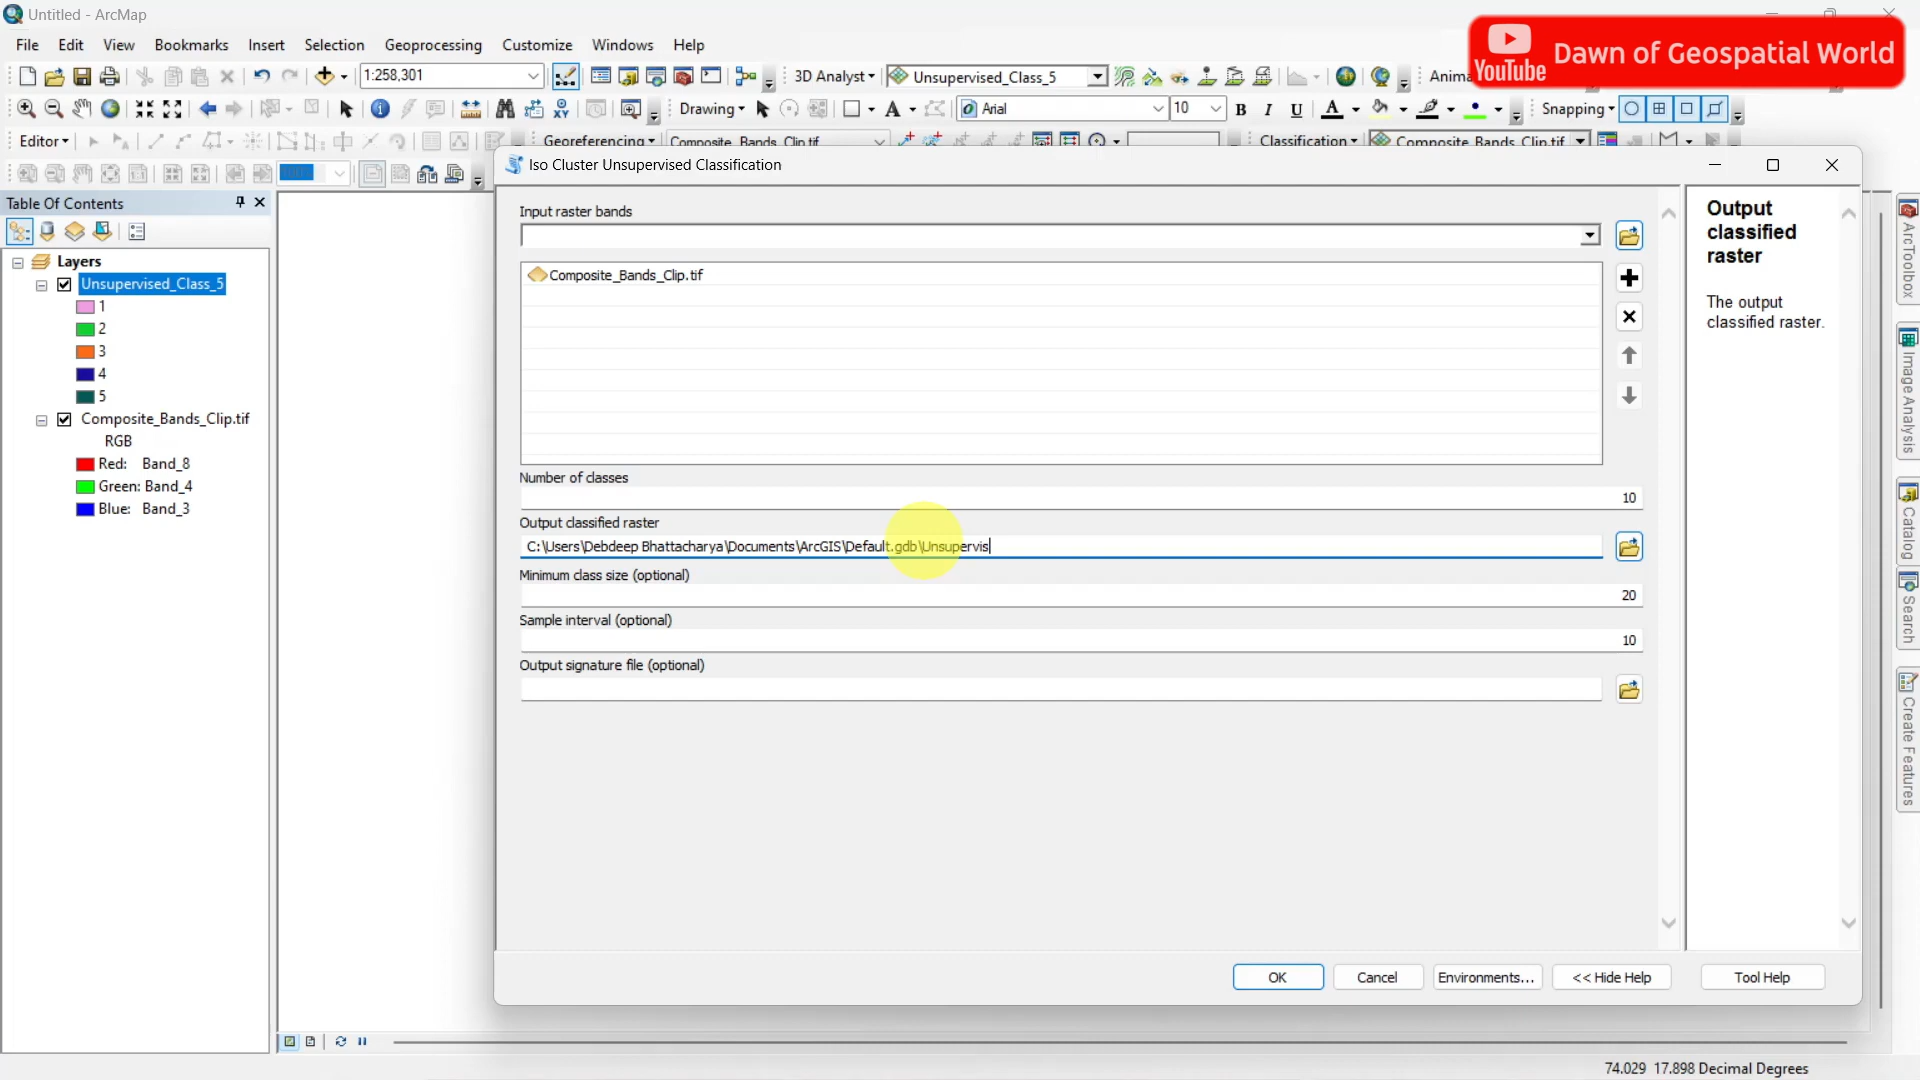 Untitled - ArcMap
File Edit View Bookmarks Insert Selection Geoprocessing Customize Windows Help
YouTube Dawn of Geospatial World
1:258,301 3D Analyst Unsupervised_Class_5
Drawing Arial 10 B I U A Snapping
Editor Georeferencing Composite_Bands_Clip.tif Classification Composite_Bands_Clip.tif
Iso Cluster Unsupervised Classification
Table Of Contents
Layers
Unsupervised_Class_5
1
2
3
4
5
Composite_Bands_Clip.tif
RGB
Red: Band_8
Green: Band_4
Blue: Band_3
Input raster bands
Composite_Bands_Clip.tif
Number of classes
10
Output classified raster
C:\Users\Debdeep Bhattacharya\Documents\ArcGIS\Default.gdb\Unsupervis
Minimum class size (optional)
20
Sample interval (optional)
10
Output signature file (optional)
OK Cancel Environments... << Hide Help Tool Help
Output
classified
raster
The output
classified raster.
ArcToolbox
Image Analysis
Catalog
Search
Create Features
74.029 17.898 Decimal Degrees